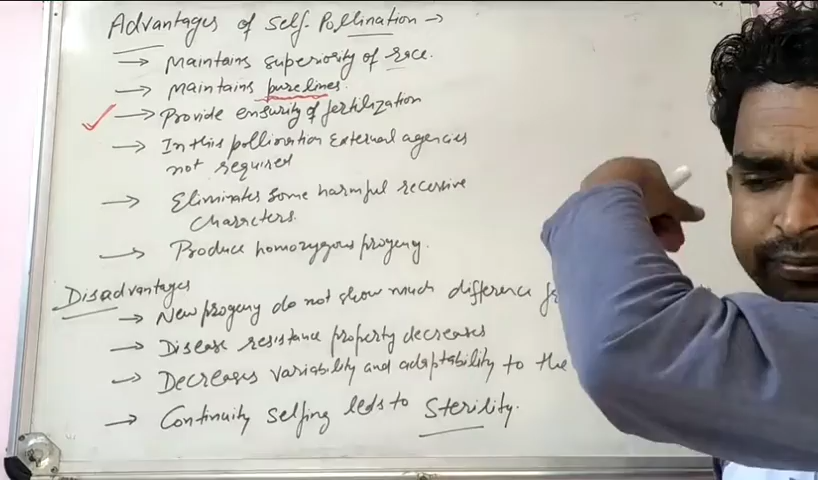 Advantages of Self-Pollination →
→ Maintains superiority of race.
→ Maintains purelines.
→ Provide ensurity of fertilization
→ In this pollination External agencies
not required
→ Eliminates some harmful recessive
characters.
→ Produce homozygous progeny.
Disadvantages
→ New progeny do not show much difference
→ Disease resistance property decreases
→ Decreases variability and adaptability to the
→ Continuity selfing leds to Sterility.